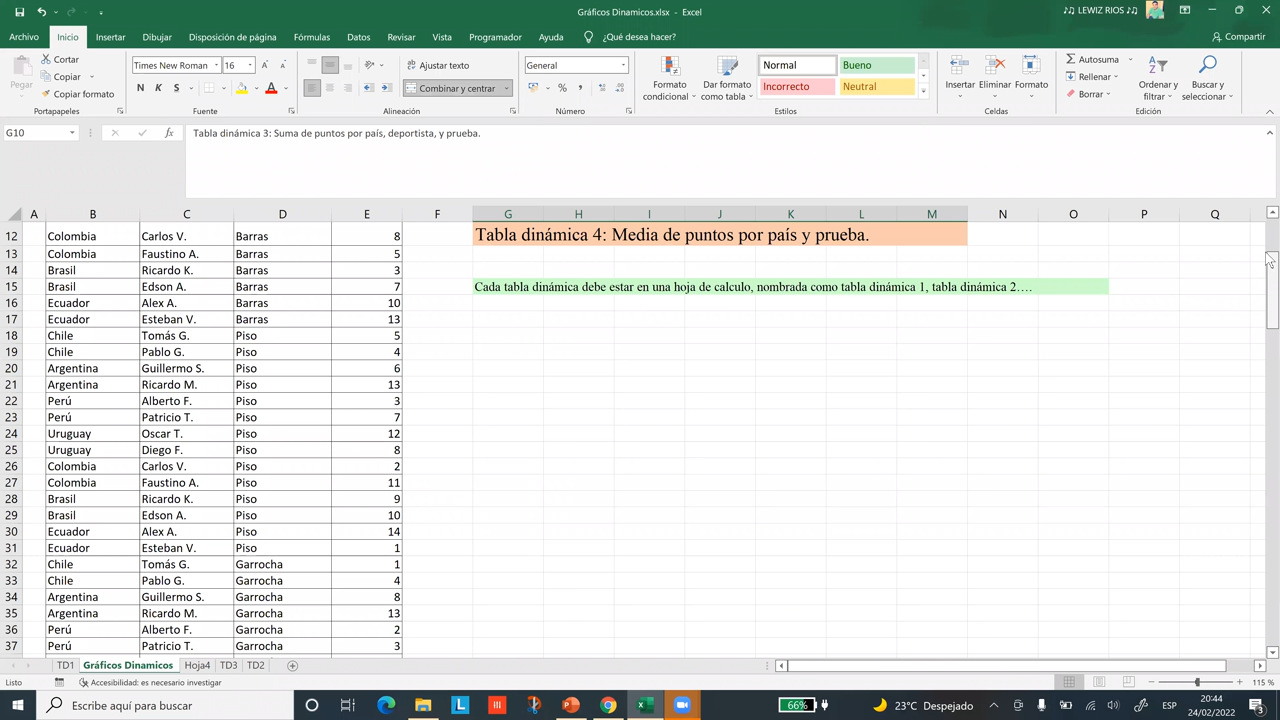 Gráficos Dinamicos.xlsx - Excel
♫ LEWIZ RIOS ♫
Archivo Inicio Insertar Dibujar Disposición de página Fórmulas Datos Revisar Vista Programador Ayuda ¿Qué desea hacer? Compartir
Pegar
Cortar
Copiar
Copiar formato
Portapapeles
Times New Roman 16
N K S
Fuente
Ajustar texto
Combinar y centrar
Alineación
General
Número
Formato condicional
Dar formato como tabla
Normal Bueno
Incorrecto Neutral
Estilos
Insertar Eliminar Formato
Celdas
Autosuma
Rellenar
Borrar
Ordenar y filtrar
Buscar y seleccionar
Edición
G10 fx Tabla dinámica 3: Suma de puntos por país, deportista, y prueba.
A B C D E F G H I J K L M N O P Q
12 Colombia Carlos V. Barras 8 Tabla dinámica 4: Media de puntos por país y prueba.
13 Colombia Faustino A. Barras 5
14 Brasil Ricardo K. Barras 3
15 Brasil Edson A. Barras 7 Cada tabla dinámica debe estar en una hoja de calculo, nombrada como tabla dinámica 1, tabla dinámica 2….
16 Ecuador Alex A. Barras 10
17 Ecuador Esteban V. Barras 13
18 Chile Tomás G. Piso 5
19 Chile Pablo G. Piso 4
20 Argentina Guillermo S. Piso 6
21 Argentina Ricardo M. Piso 13
22 Perú Alberto F. Piso 3
23 Perú Patricio T. Piso 7
24 Uruguay Oscar T. Piso 12
25 Uruguay Diego F. Piso 8
26 Colombia Carlos V. Piso 2
27 Colombia Faustino A. Piso 11
28 Brasil Ricardo K. Piso 9
29 Brasil Edson A. Piso 10
30 Ecuador Alex A. Piso 14
31 Ecuador Esteban V. Piso 1
32 Chile Tomás G. Garrocha 1
33 Chile Pablo G. Garrocha 4
34 Argentina Guillermo S. Garrocha 8
35 Argentina Ricardo M. Garrocha 13
36 Perú Alberto F. Garrocha 2
37 Perú Patricio T. Garrocha 3
TD1 Gráficos Dinamicos Hoja4 TD3 TD2
Listo Accesibilidad: es necesario investigar 115 %
Escribe aquí para buscar 66% 23°C Despejado ESP 20:44
24/02/2022